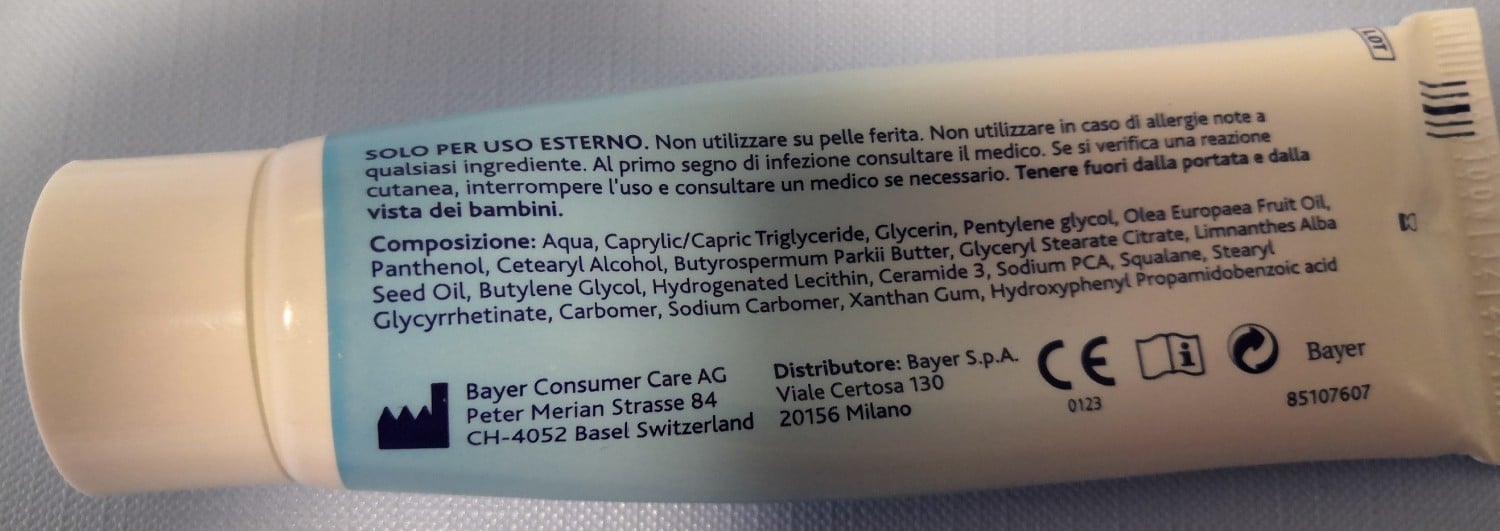 SOLO PER USO ESTERNO. Non utilizzare su pelle ferita. Non utilizzare in caso di allergie note a
qualsiasi ingrediente. Al primo segno di infezione consultare il medico. Se si verifica una reazione
cutanea, interrompere l'uso e consultare un medico se necessario. Tenere fuori dalla portata e dalla
vista dei bambini.
Composizione: Aqua, Caprylic/Capric Triglyceride, Glycerin, Pentylene glycol, Olea Europaea Fruit Oil,
Panthenol, Cetearyl Alcohol, Butyrospermum Parkii Butter, Glyceryl Stearate Citrate, Limnanthes Alba
Seed Oil, Butylene Glycol, Hydrogenated Lecithin, Ceramide 3, Sodium PCA, Squalane, Stearyl
Glycyrrhetinate, Carbomer, Sodium Carbomer, Xanthan Gum, Hydroxyphenyl Propamidobenzoic acid
Bayer Consumer Care AG
Peter Merian Strasse 84
CH-4052 Basel Switzerland
Distributore: Bayer S.p.A.
Viale Certosa 130
20156 Milano
CE
0123
i
Bayer
85107607
LOT